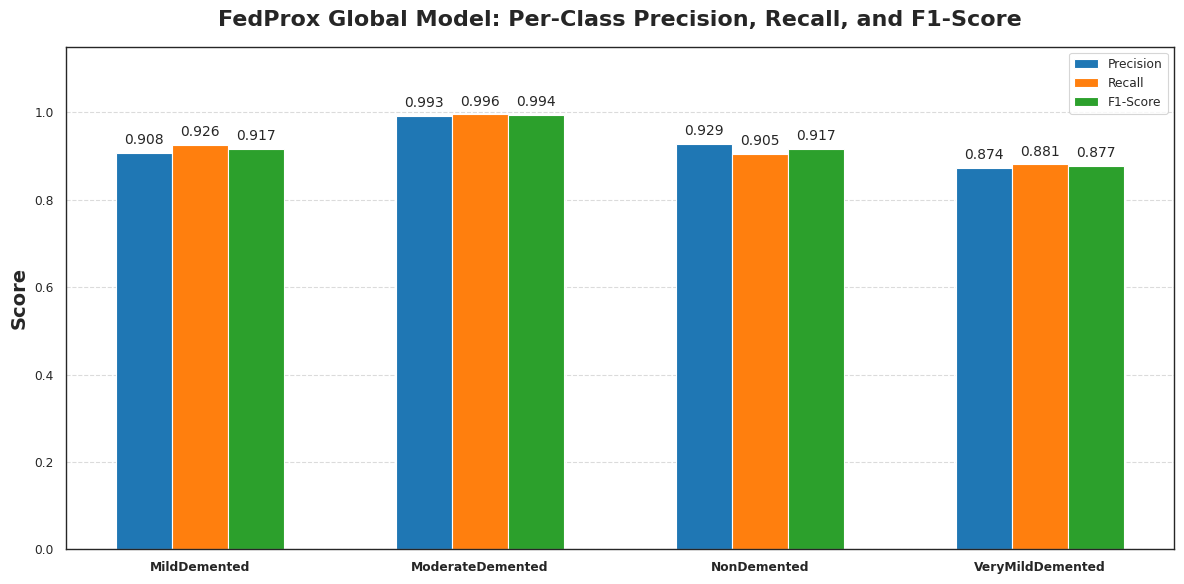 FedProx Global Model: Per-Class Precision, Recall, and F1-Score
Precision
Recall
F1-Score
Score
1.0
0.8
0.6
0.4
0.2
0.0
0.908
0.926
0.917
0.993
0.996
0.994
0.929
0.905
0.917
0.874
0.881
0.877
MildDemented
ModerateDemented
NonDemented
VeryMildDemented